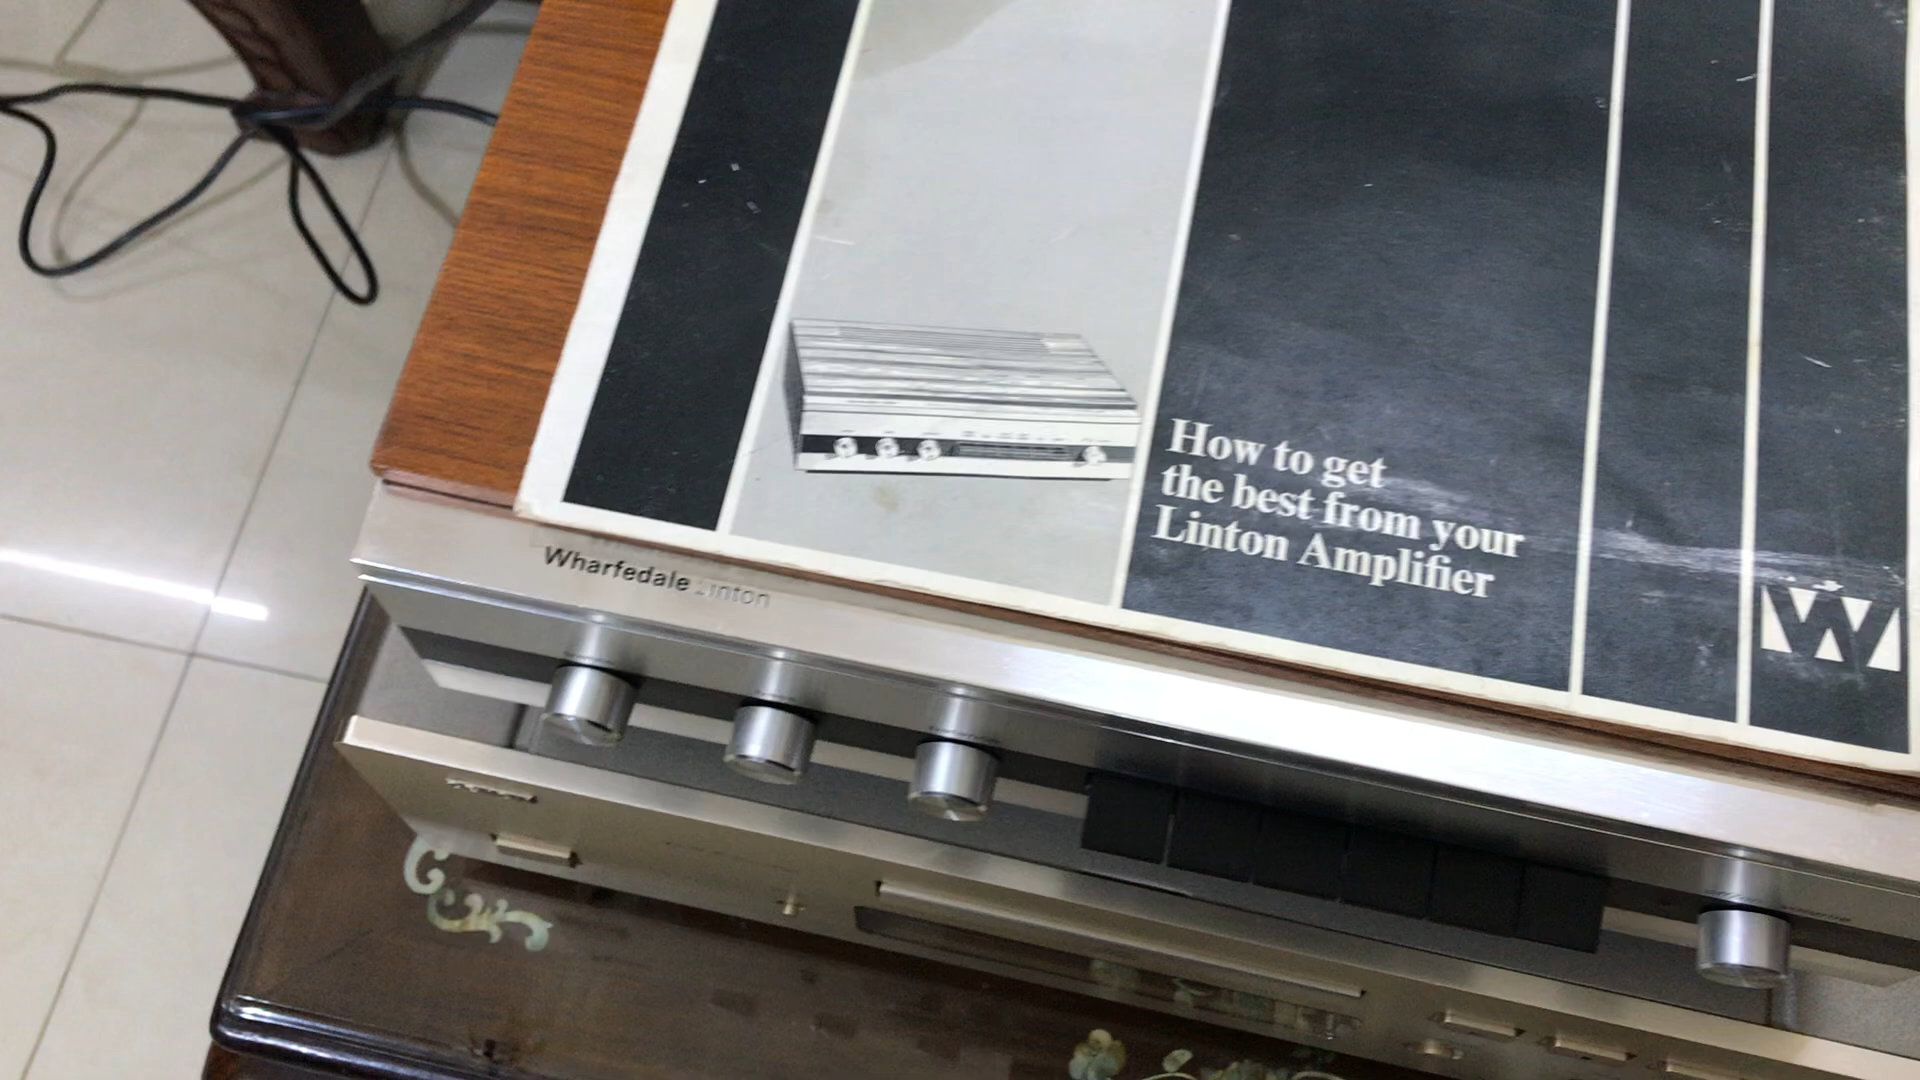 How to get
the best from your
Linton Amplifier
W
Wharfedale Linton